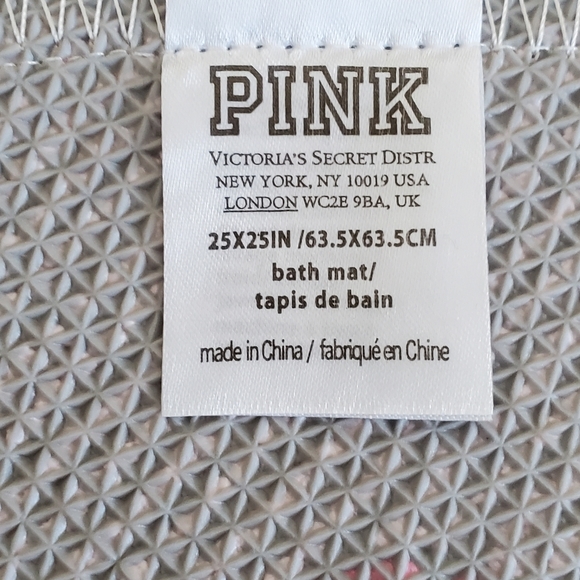 PINK
VICTORIA'S SECRET DISTR
NEW YORK, NY 10019 USA
LONDON WC2E 9BA, UK
25X25IN /63.5X63.5CM
bath mat/
tapis de bain
made in China / fabriqué en Chine